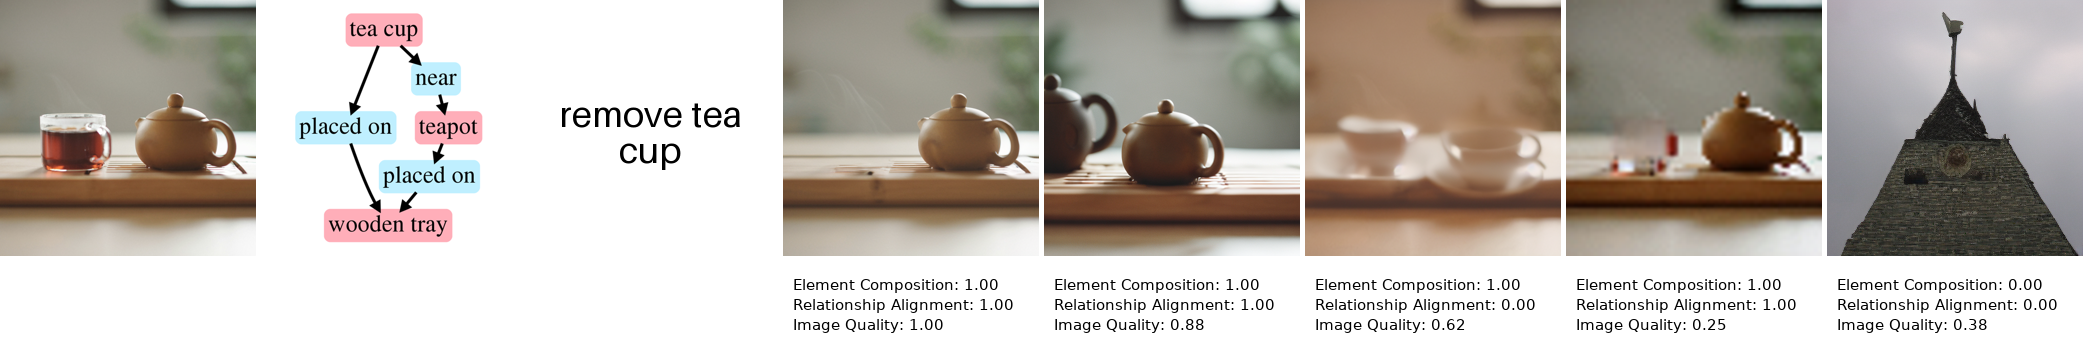 tea cup
near
placed on
teapot
placed on
wooden tray
remove tea
cup
Element Composition: 1.00
Relationship Alignment: 1.00
Image Quality: 1.00
Element Composition: 1.00
Relationship Alignment: 1.00
Image Quality: 0.88
Element Composition: 1.00
Relationship Alignment: 0.00
Image Quality: 0.62
Element Composition: 1.00
Relationship Alignment: 1.00
Image Quality: 0.25
Element Composition: 0.00
Relationship Alignment: 0.00
Image Quality: 0.38